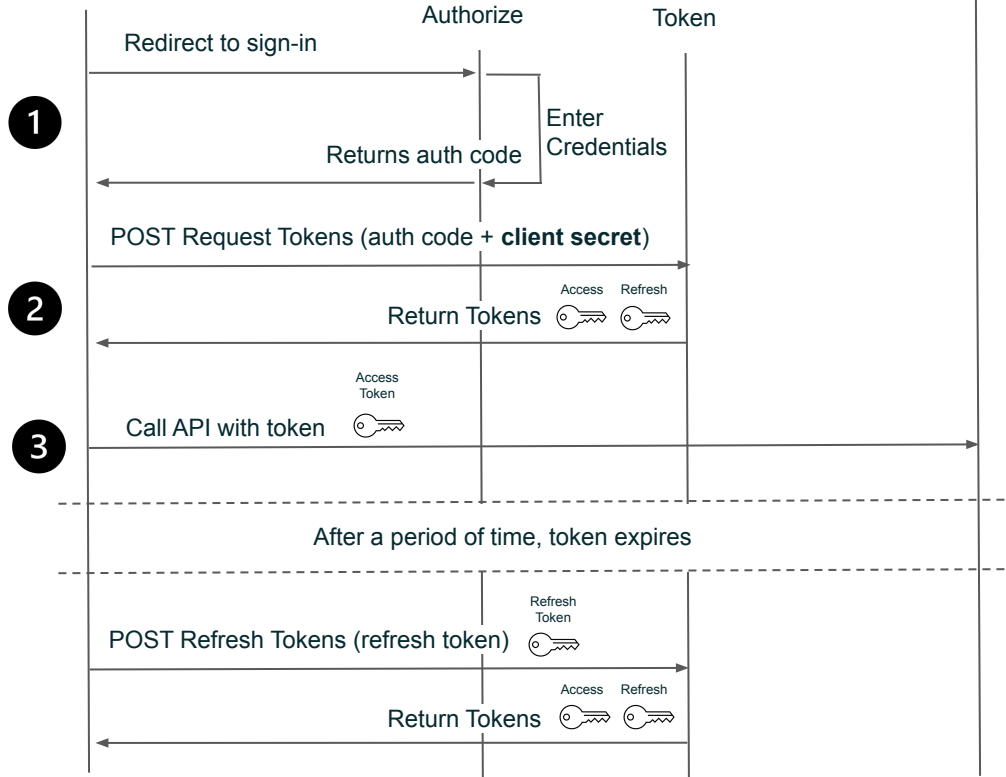 Authorize
Token
Redirect to sign-in
1
Enter
Credentials
Returns auth code
POST Request Tokens (auth code + client secret)
2
Access
Refresh
Return Tokens
Access
Token
3
Call API with token
After a period of time, token expires
Refresh
Token
POST Refresh Tokens (refresh token)
Access
Refresh
Return Tokens